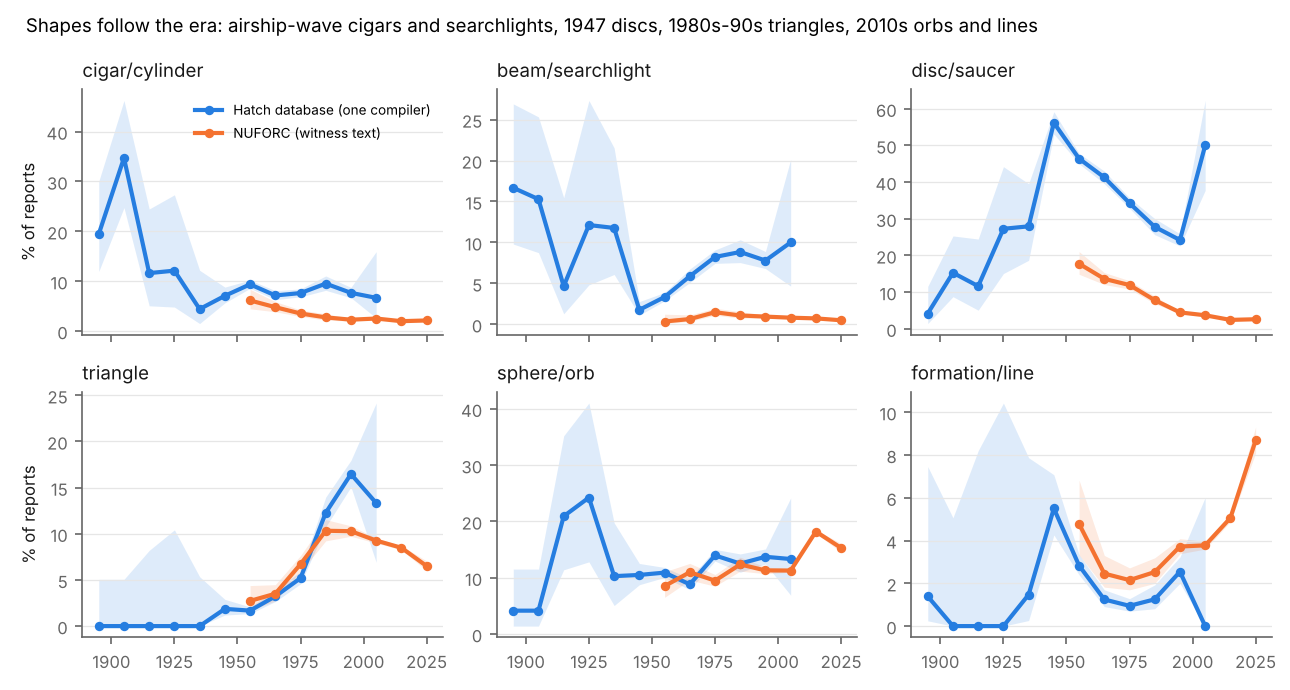 Shapes follow the era: airship-wave cigars and searchlights, 1947 discs, 1980s-90s triangles, 2010s orbs and lines
cigar/cylinder
beam/searchlight
disc/saucer
Hatch database (one compiler)
NUFORC (witness text)
% of reports
40
30
20
10
0
25
20
15
10
5
0
60
50
40
30
20
10
0
triangle
sphere/orb
formation/line
% of reports
25
20
15
10
5
0
40
30
20
10
0
10
8
6
4
2
0
1900 1925 1950 1975 2000 2025
1900 1925 1950 1975 2000 2025
1900 1925 1950 1975 2000 2025